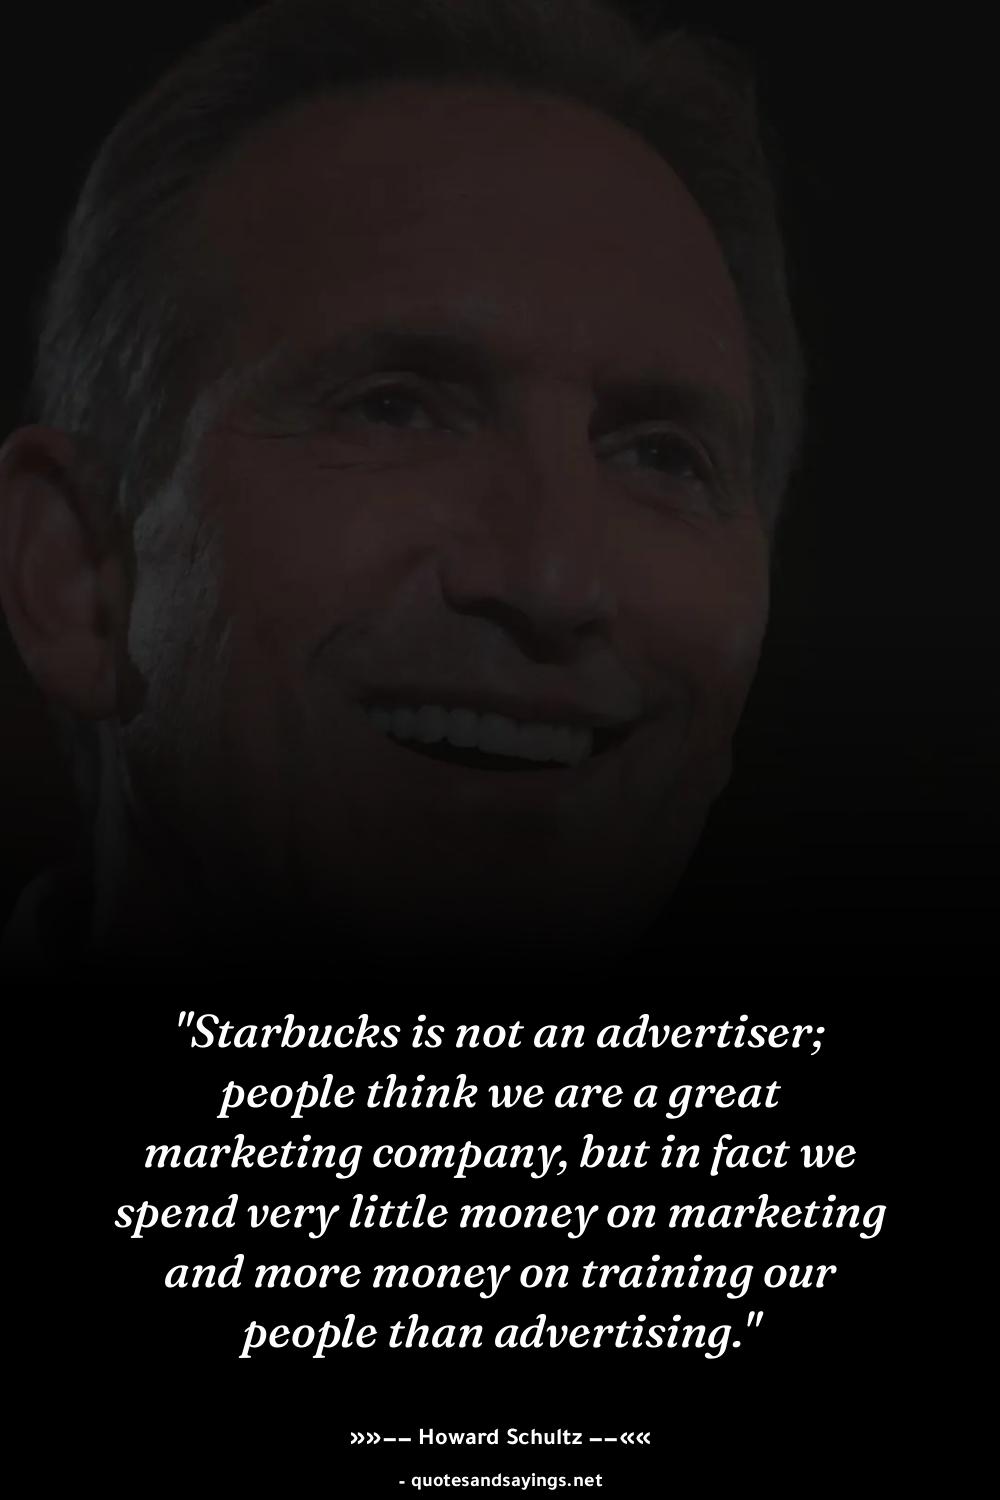 "Starbucks is not an advertiser;
people think we are a great
marketing company, but in fact we
spend very little money on marketing
and more money on training our
people than advertising."
»»–– Howard Schultz ––««
- quotesandsayings.net